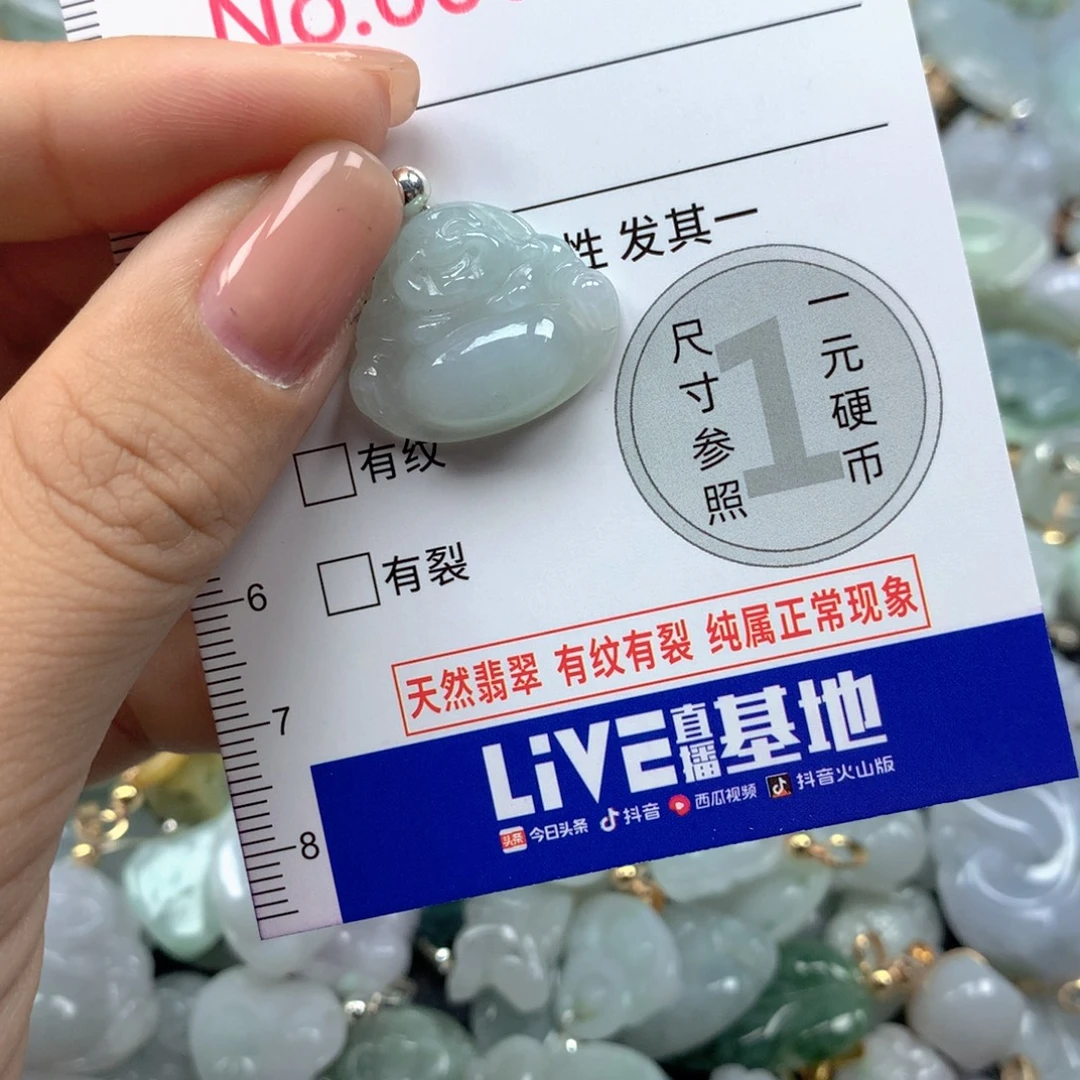 No.
性 发其一
尺寸参照
1
一元硬币
有纹
有裂
6
7
8
天然翡翠 有纹有裂 纯属正常现象
LiVE直播基地
头条 今日头条 抖音 西瓜视频 抖音火山版